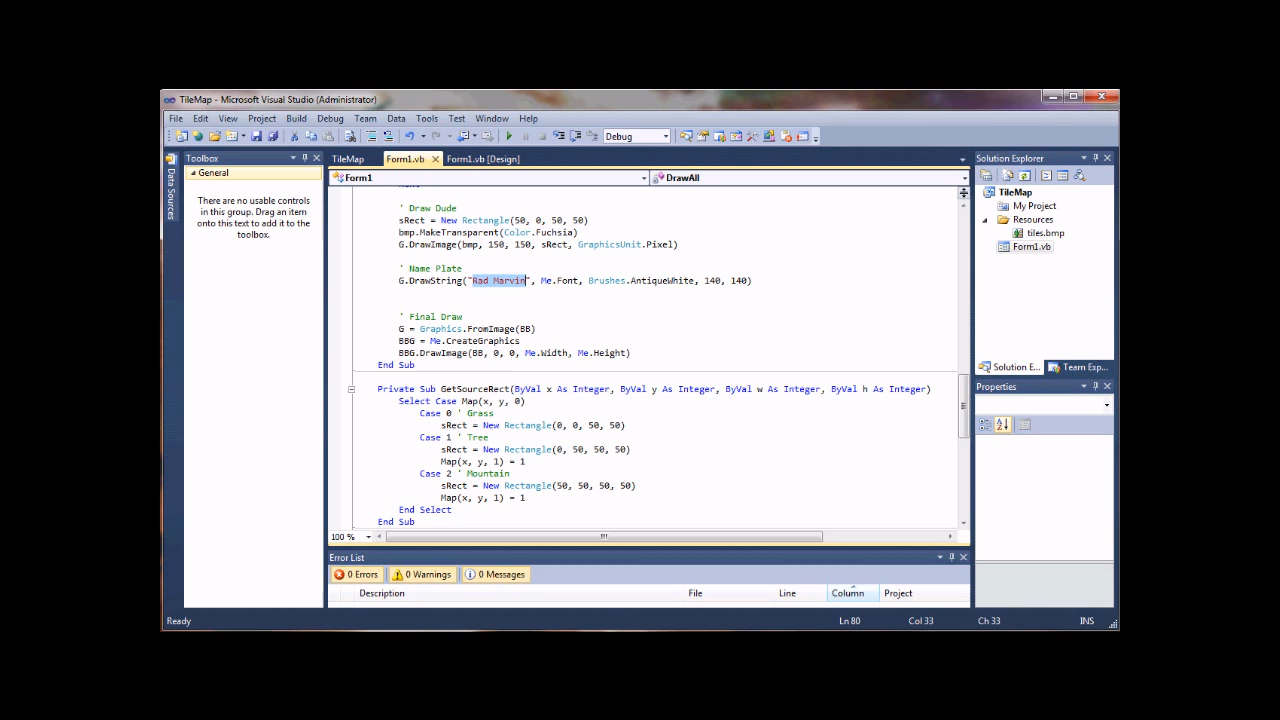 TileMap - Microsoft Visual Studio (Administrator)
File Edit View Project Build Debug Team Data Tools Test Window Help
Debug
Data Sources
Toolbox
General
There are no usable controls
in this group. Drag an item
onto this text to add it to the
toolbox.
TileMap Form1.vb Form1.vb [Design]
Form1 DrawAll
' Draw Dude
sRect = New Rectangle(50, 0, 50, 50)
bmp.MakeTransparent(Color.Fuchsia)
G.DrawImage(bmp, 150, 150, sRect, GraphicsUnit.Pixel)
' Name Plate
G.DrawString("Rad Marvin", Me.Font, Brushes.AntiqueWhite, 140, 140)
' Final Draw
G = Graphics.FromImage(BB)
BBG = Me.CreateGraphics
BBG.DrawImage(BB, 0, 0, Me.Width, Me.Height)
End Sub
Private Sub GetSourceRect(ByVal x As Integer, ByVal y As Integer, ByVal w As Integer, ByVal h As Integer)
Select Case Map(x, y, 0)
Case 0 ' Grass
sRect = New Rectangle(0, 0, 50, 50)
Case 1 ' Tree
sRect = New Rectangle(0, 50, 50, 50)
Map(x, y, 1) = 1
Case 2 ' Mountain
sRect = New Rectangle(50, 50, 50, 50)
Map(x, y, 1) = 1
End Select
End Sub
100 %
Solution Explorer
TileMap
My Project
Resources
tiles.bmp
Form1.vb
Solution E... Team Exp...
Properties
Error List
0 Errors 0 Warnings 0 Messages
Description File Line Column Project
Ready Ln 80 Col 33 Ch 33 INS